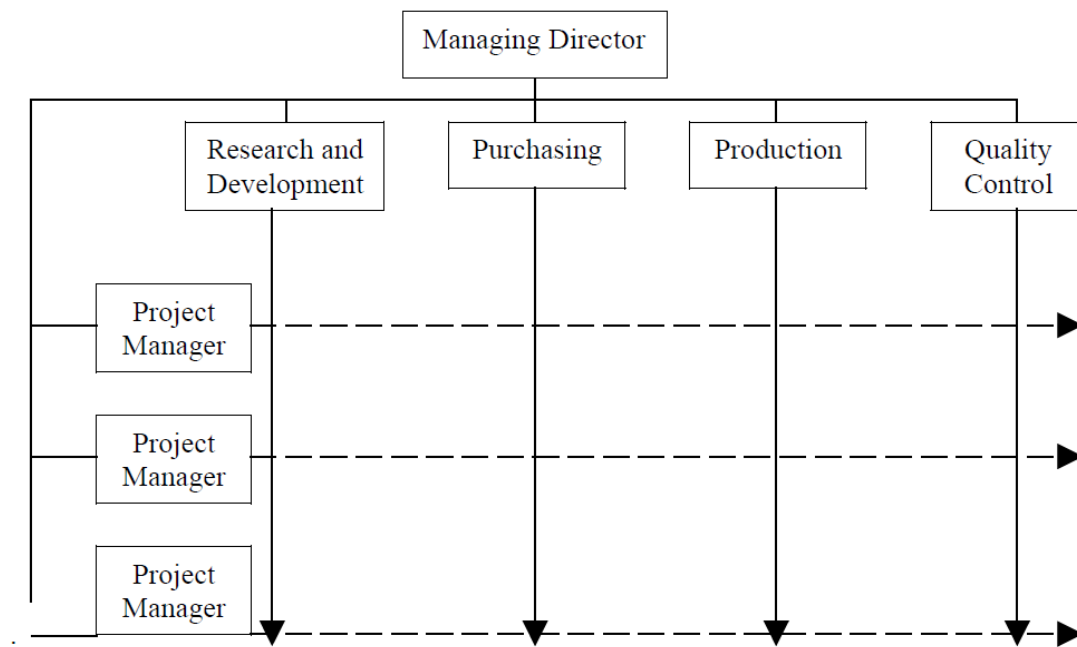 Managing Director
Research and
Development
Purchasing
Production
Quality
Control
Project
Manager
Project
Manager
Project
Manager